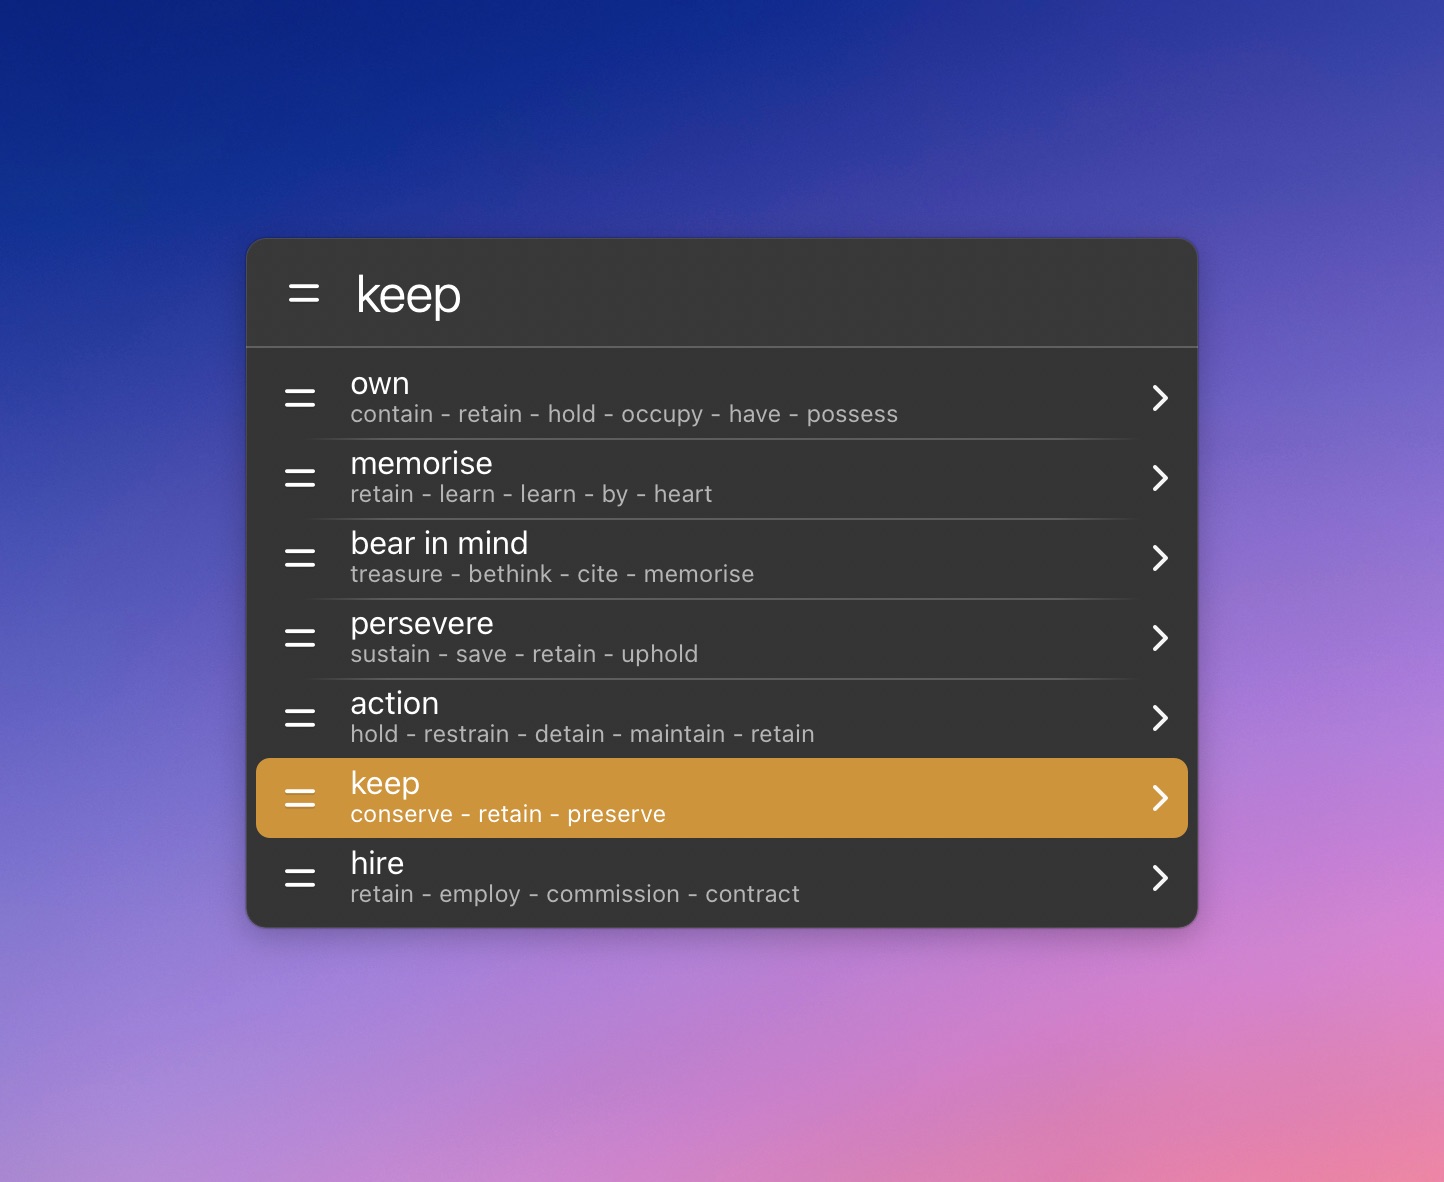 keep
own
contain - retain - hold - occupy - have - possess
memorise
retain - learn - learn - by - heart
bear in mind
treasure - bethink - cite - memorise
persevere
sustain - save - retain - uphold
action
hold - restrain - detain - maintain - retain
keep
conserve - retain - preserve
hire
retain - employ - commission - contract